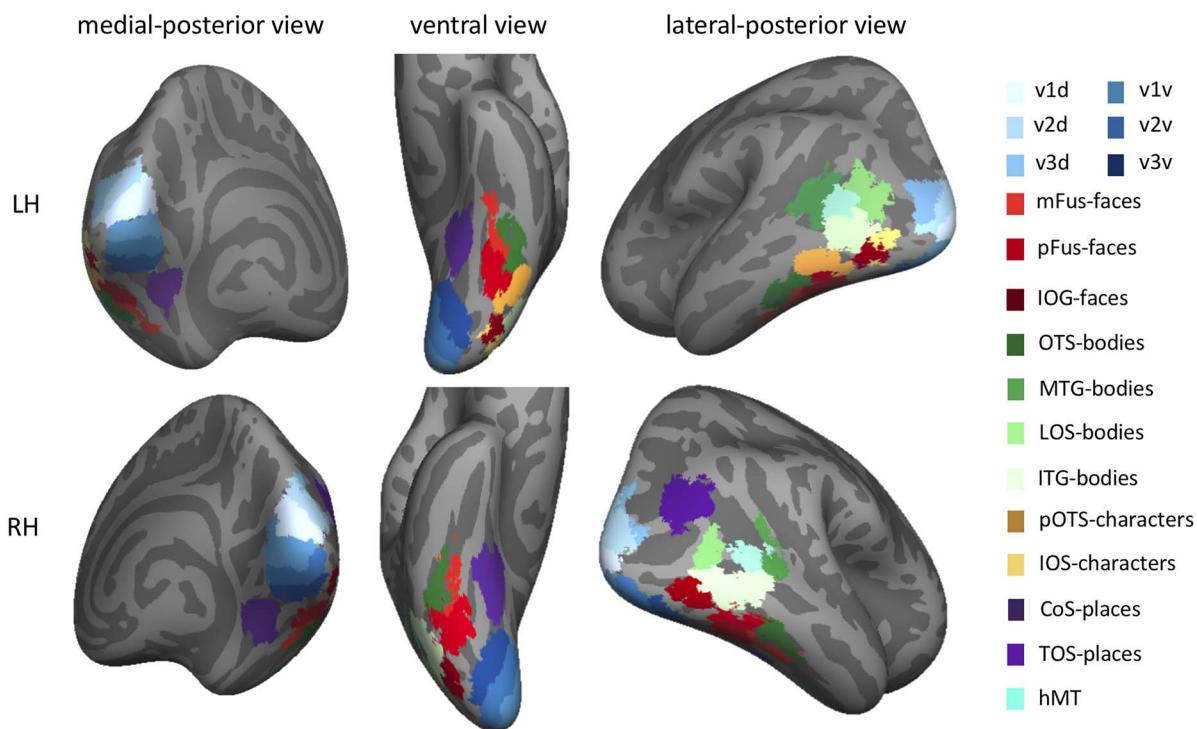 medial-posterior view ventral view lateral-posterior view
LH
RH
v1d v1v
v2d v2v
v3d v3v
mFus-faces
pFus-faces
IOG-faces
OTS-bodies
MTG-bodies
LOS-bodies
ITG-bodies
pOTS-characters
IOS-characters
CoS-places
TOS-places
hMT